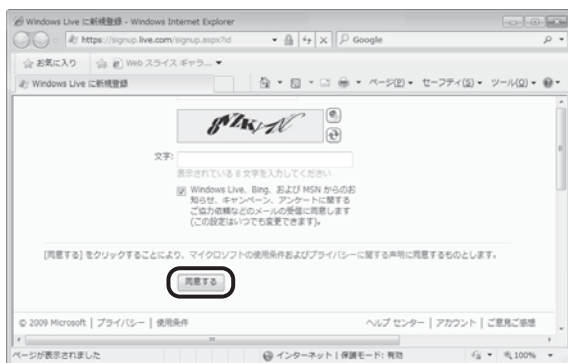 Windows Live に新規登録 - Windows Internet Explorer
https://signup.live.com/signup.aspx?id
Google
お気に入り
Web スライス ギャラ...
Windows Live に新規登録
ページ(P)
セーフティ(S)
ツール(O)
文字:
表示されている 8 文字を入力してください
Windows Live、Bing、および MSN からのお
知らせ、キャンペーン、アンケートに関する
ご協力依頼などのメールの受信に同意します
(この設定はいつでも変更できます)。
[同意する] をクリックすることにより、マイクロソフトの使用条件およびプライバシーに関する声明に同意するものとします。
同意する
© 2009 Microsoft | プライバシー | 使用条件
ヘルプ センター | アカウント | ご意見ご感想
ページが表示されました
インターネット | 保護モード: 有効
100%